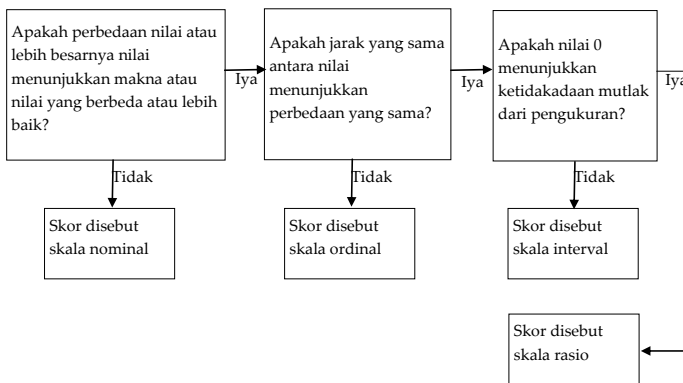 Apakah perbedaan nilai atau
lebih besarnya nilai
menunjukkan makna atau
nilai yang berbeda atau lebih
baik?
Iya
Apakah jarak yang sama
antara nilai
menunjukkan
perbedaan yang sama?
Iya
Apakah nilai 0
menunjukkan
ketidakadaan mutlak
dari pengukuran?
Iya
Tidak
Tidak
Tidak
Skor disebut
skala nominal
Skor disebut
skala ordinal
Skor disebut
skala interval
Skor disebut
skala rasio